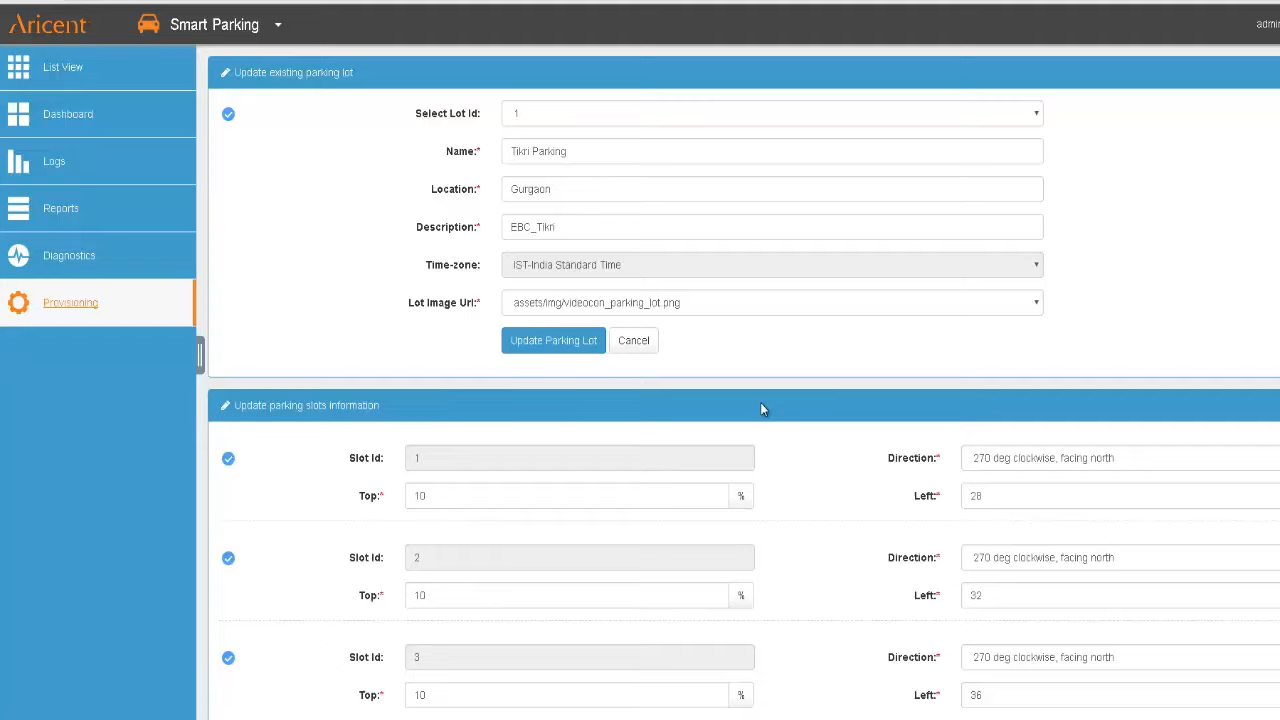 Aricent Smart Parking admin
List View
Dashboard
Logs
Reports
Diagnostics
Provisioning
Update existing parking lot
Select Lot Id: 1
Name:* Tikri Parking
Location:* Gurgaon
Description:* EBC_Tikri
Time-zone: IST-India Standard Time
Lot Image Url:* assets/img/videocon_parking_lot.png
Update Parking Lot Cancel
Update parking slots information
Slot Id: 1 Direction:* 270 deg clockwise, facing north
Top:* 10 % Left:* 28
Slot Id: 2 Direction:* 270 deg clockwise, facing north
Top:* 10 % Left:* 32
Slot Id: 3 Direction:* 270 deg clockwise, facing north
Top:* 10 % Left:* 36